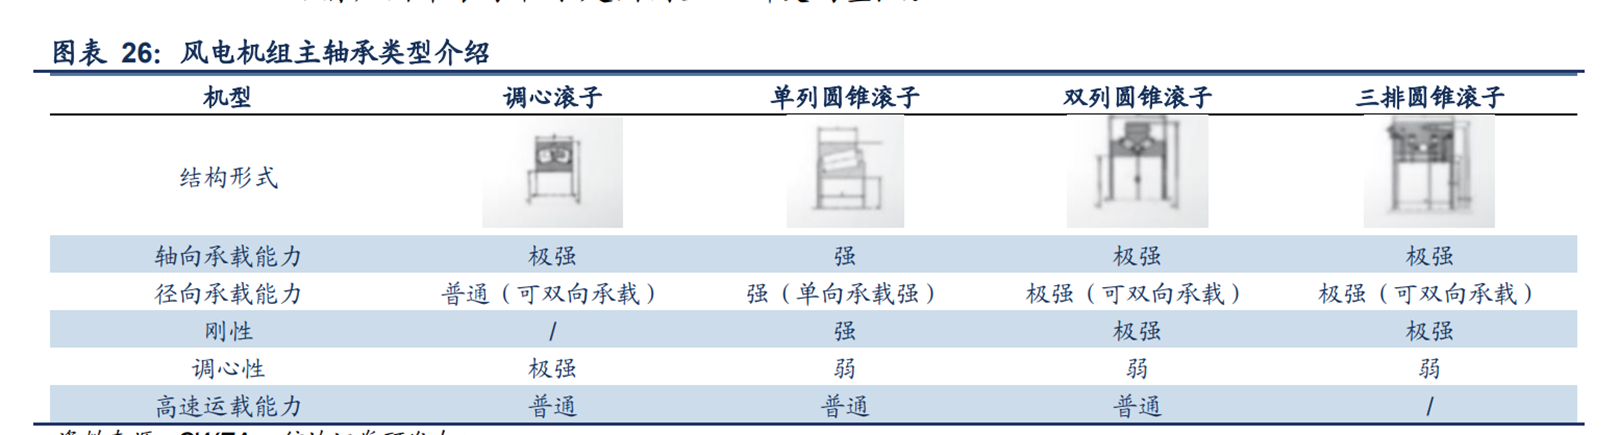 图表 26： 风电机组主轴承类型介绍
机型 调心滚子 单列圆锥滚子 双列圆锥滚子 三排圆锥滚子
结构形式
轴向承载能力 极强 强 极强 极强
径向承载能力 普通（可双向承载） 强（单向承载强） 极强（可双向承载） 极强（可双向承载）
刚性 / 强 极强 极强
调心性 极强 弱 弱 弱
高速运载能力 普通 普通 普通 /